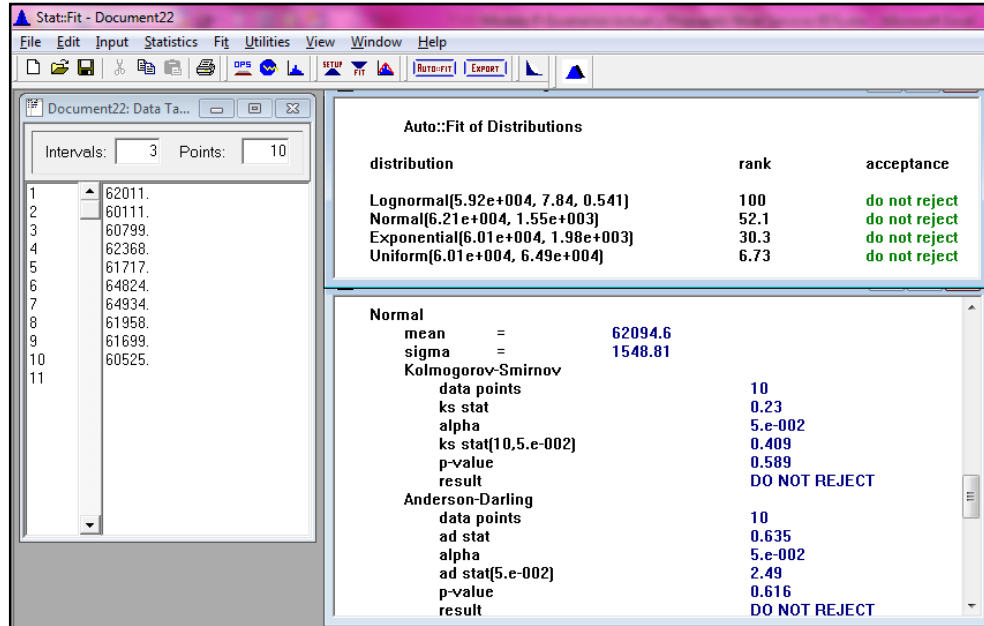 Stat::Fit - Document22
File Edit Input Statistics Fit Utilities View Window Help
OPS SETUP FIT AUTO::FIT EXPORT
Document22: Data Ta...
Intervals: 3 Points: 10
1 62011.
2 60111.
3 60799.
4 62368.
5 61717.
6 64824.
7 64934.
8 61958.
9 61699.
10 60525.
11
Auto::Fit of Distributions
distribution rank acceptance
Lognormal(5.92e+004, 7.84, 0.541) 100 do not reject
Normal(6.21e+004, 1.55e+003) 52.1 do not reject
Exponential(6.01e+004, 1.98e+003) 30.3 do not reject
Uniform(6.01e+004, 6.49e+004) 6.73 do not reject
Normal
mean = 62094.6
sigma = 1548.81
Kolmogorov-Smirnov
data points 10
ks stat 0.23
alpha 5.e-002
ks stat(10,5.e-002) 0.409
p-value 0.589
result DO NOT REJECT
Anderson-Darling
data points 10
ad stat 0.635
alpha 5.e-002
ad stat(5.e-002) 2.49
p-value 0.616
result DO NOT REJECT